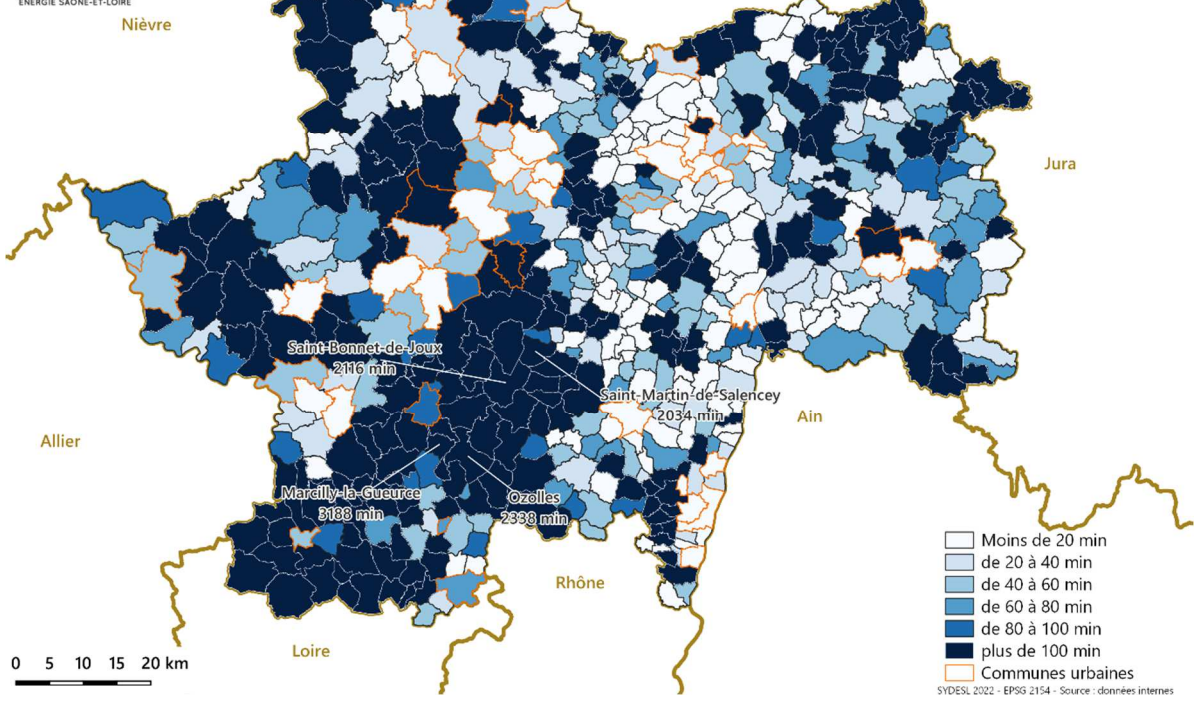 ÉNERGIE SAÔNE-ET-LOIRE
Nièvre
Jura
Saint-Bonnet-de-Joux
2116 min
Saint-Martin-de-Salencey
2034 min
Ain
Allier
Marcilly-la-Gueurce
3188 min
Ozolles
2338 min
Rhône
Loire
Moins de 20 min
de 20 à 40 min
de 40 à 60 min
de 60 à 80 min
de 80 à 100 min
plus de 100 min
Communes urbaines
0 5 10 15 20 km
SYDESL 2022 - EPSG 2154 - Source : données internes